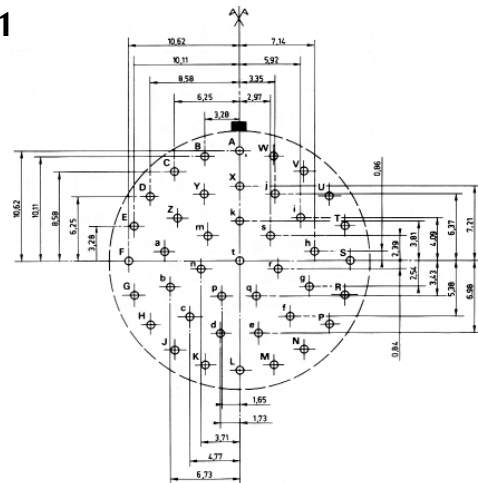 1
10,62
7,14
10,11
5,92
8,58
3,35
6,25
2,97
3,28
A
B
W
C
V
X
D
Y
j
U
Z
i
E
k
T
m
s
a
h
F
t
S
n
r
b
g
G
p
q
R
c
f
H
d
e
P
J
N
K
L
M
10,62
10,11
8,58
6,25
3,28
0,86
2,39
3,81
4,09
6,37
7,21
2,54
3,43
5,38
6,98
0,84
1,65
1,73
3,71
4,77
6,73